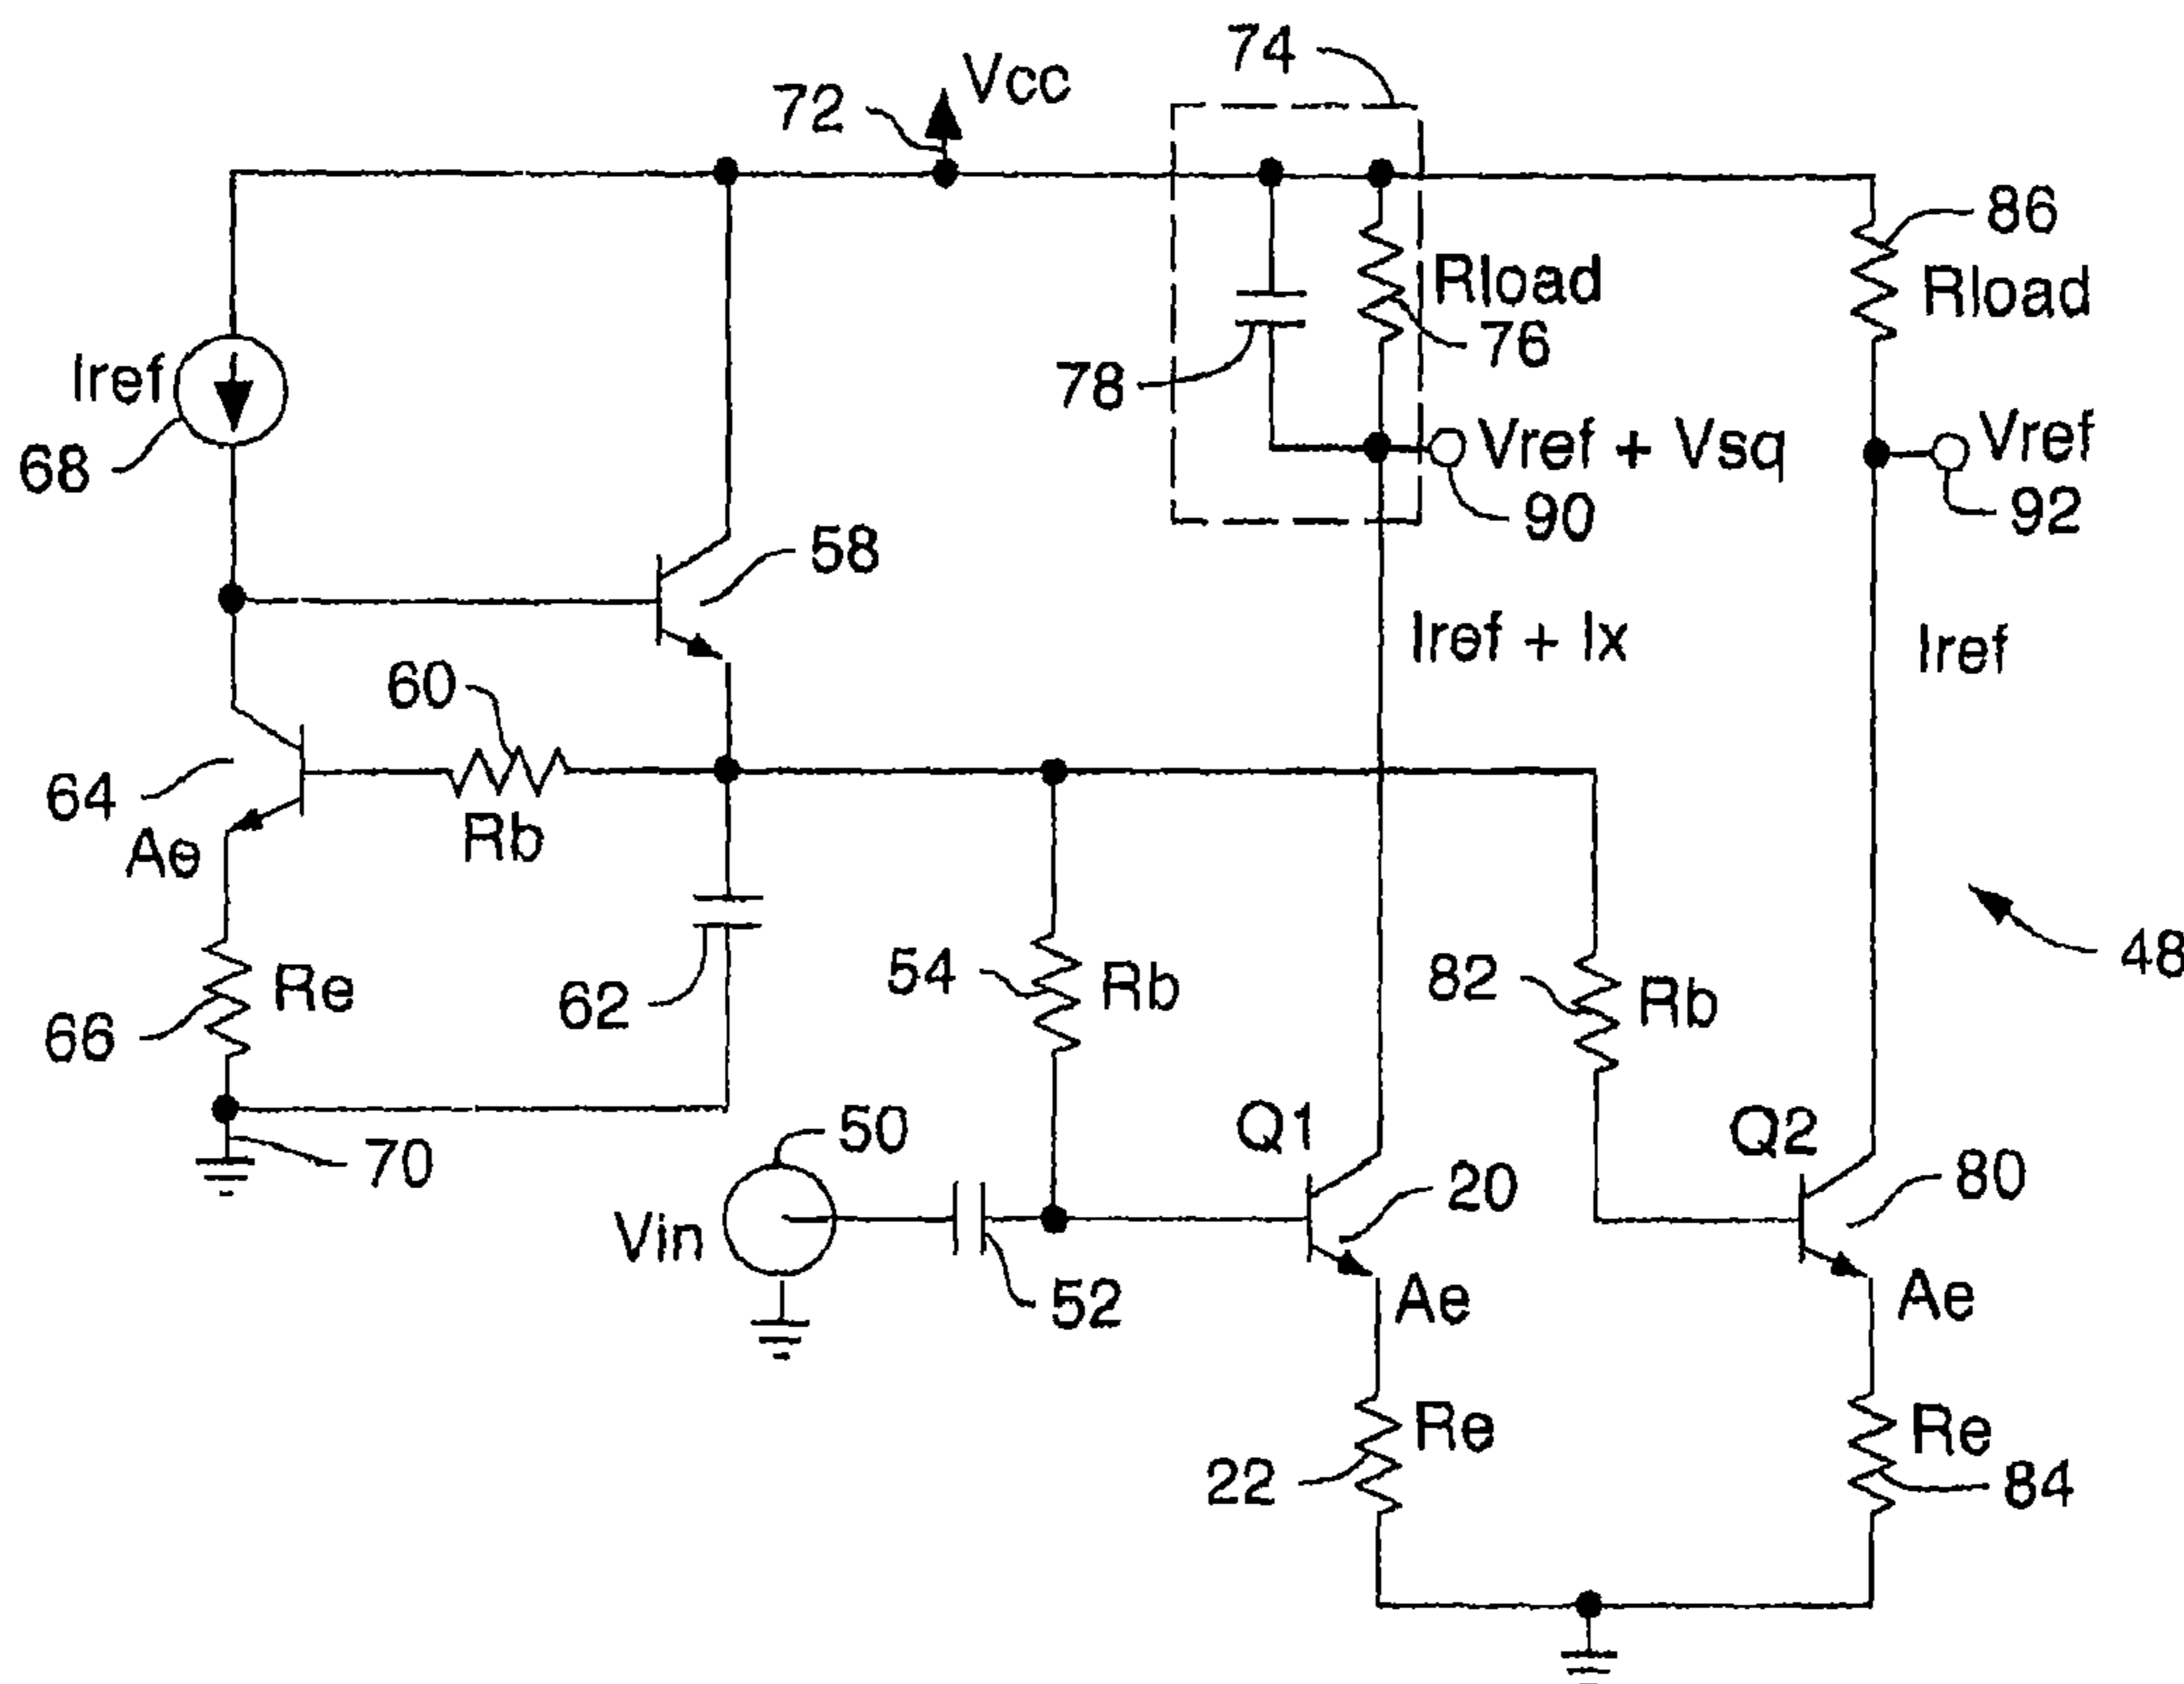 74
Vcc
72
86
Rload
Rload
76
Iref
78
68
Vref + Vsq
Vref
90
92
58
Iref + Ix
Iref
60
64
Rb
Ae
54
Rb
82
Rb
48
Re
62
66
50
Q1
Q2
70
20
80
Vin
52
Ae
Ae
Re
Re
22
84